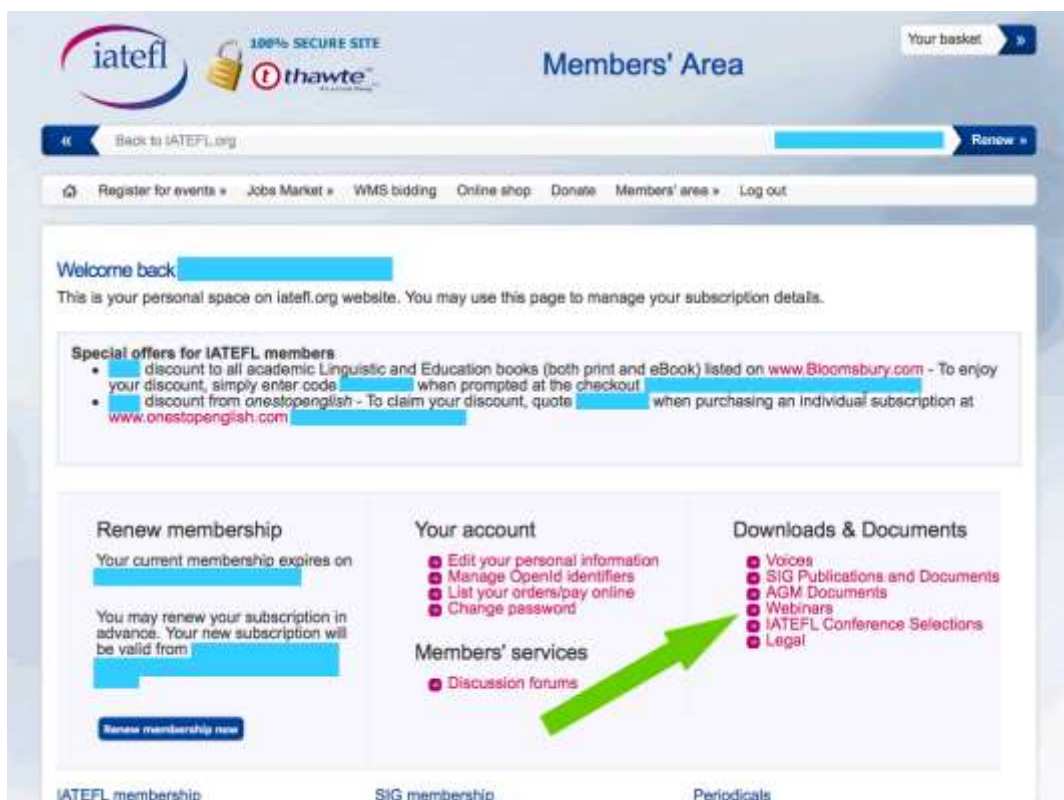 iatefl
100% SECURE SITE
thawte
Members' Area
Your basket »
« Back to IATEFL.org
Renew »
Register for events » Jobs Market » WMS bidding Online shop Donate Members' area » Log out
Welcome back
This is your personal space on iatefl.org website. You may use this page to manage your subscription details.
Special offers for IATEFL members
discount to all academic Linguistic and Education books (both print and eBook) listed on www.Bloomsbury.com - To enjoy
your discount, simply enter code when prompted at the checkout
discount from onestopenglish - To claim your discount, quote when purchasing an individual subscription at
www.onestopenglish.com
Renew membership
Your current membership expires on
You may renew your subscription in
advance. Your new subscription will
be valid from
Renew membership now
Your account
Edit your personal information
Manage OpenId identifiers
List your orders/pay online
Change password
Members' services
Discussion forums
Downloads & Documents
Voices
SIG Publications and Documents
AGM Documents
Webinars
IATEFL Conference Selections
Legal
IATEFL membership
SIG membership
Periodicals